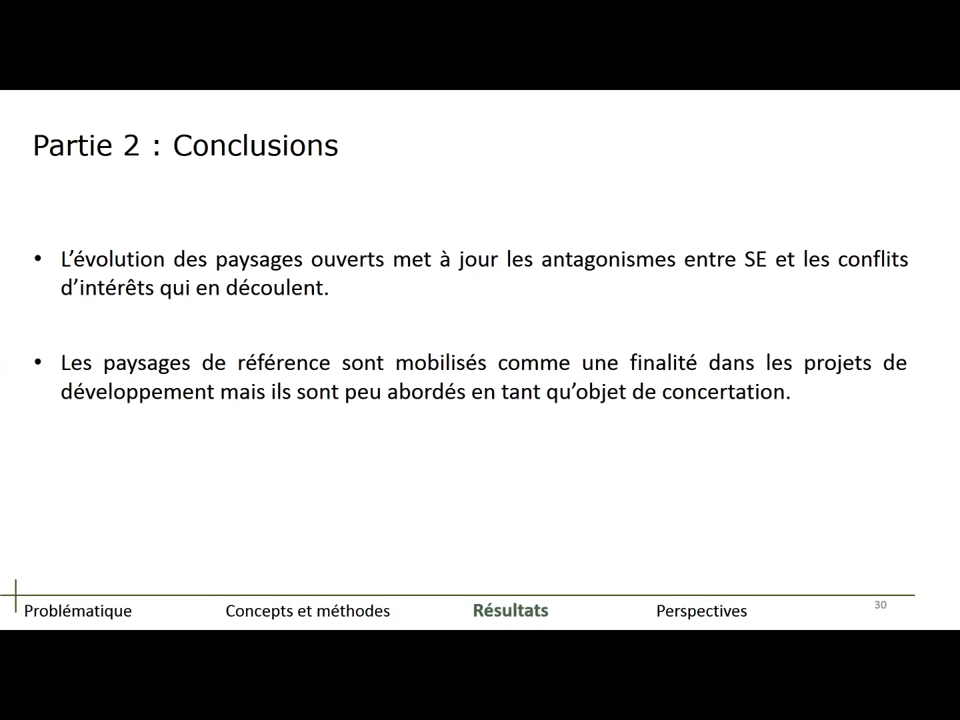 Partie 2 : Conclusions
• L’évolution des paysages ouverts met à jour les antagonismes entre SE et les conflits
d’intérêts qui en découlent.
• Les paysages de référence sont mobilisés comme une finalité dans les projets de
développement mais ils sont peu abordés en tant qu’objet de concertation.
Problématique Concepts et méthodes Résultats Perspectives 30